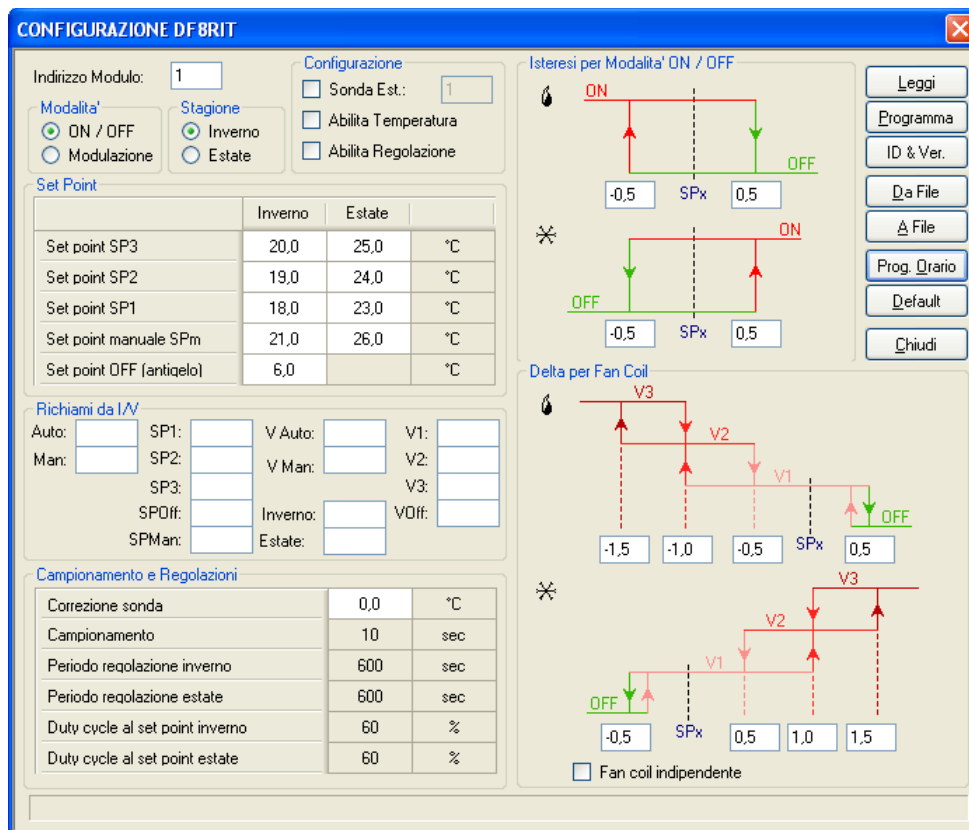 CONFIGURAZIONE DF8RIT
Indirizzo Modulo: 1
Modalita'
ON / OFF
Modulazione
Stagione
Inverno
Estate
Configurazione
Sonda Est.: 1
Abilita Temperatura
Abilita Regolazione
Set Point
Inverno Estate
Set point SP3 20,0 25,0 °C
Set point SP2 19,0 24,0 °C
Set point SP1 18,0 23,0 °C
Set point manuale SPm 21,0 26,0 °C
Set point OFF (antigelo) 6,0 °C
Richiami da I/V
Auto: SP1: V Auto: V1:
Man: SP2: V Man: V2:
SP3: V3:
SPOff: Inverno: VOff:
SPMan: Estate:
Campionamento e Regolazioni
Correzione sonda 0,0 °C
Campionamento 10 sec
Periodo regolazione inverno 600 sec
Periodo regolazione estate 600 sec
Duty cycle al set point inverno 60 %
Duty cycle al set point estate 60 %
Isteresi per Modalita' ON / OFF
ON
OFF
-0,5 SPx 0,5
ON
OFF
-0,5 SPx 0,5
Delta per Fan Coil
V3
V2
V1
OFF
-1,5 -1,0 -0,5 SPx 0,5
V3
V2
V1
OFF
-0,5 SPx 0,5 1,0 1,5
Fan coil indipendente
Leggi
Programma
ID & Ver.
Da File
A File
Prog. Orario
Default
Chiudi